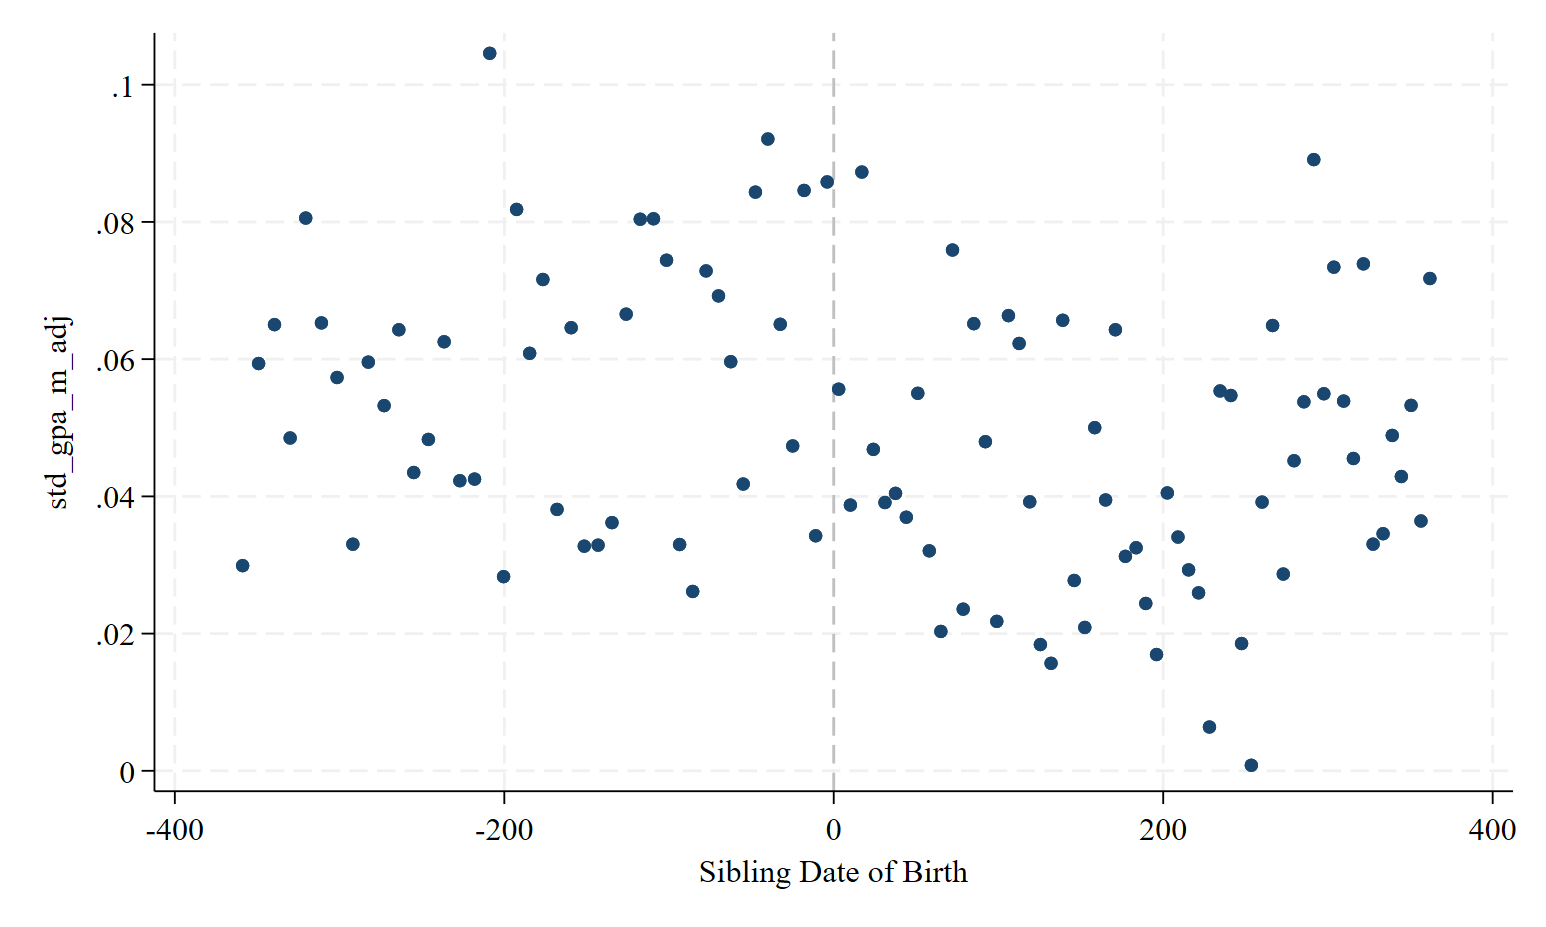 std_gpa_m_adj
.1
.08
.06
.04
.02
0
-400 -200 0 200 400
Sibling Date of Birth